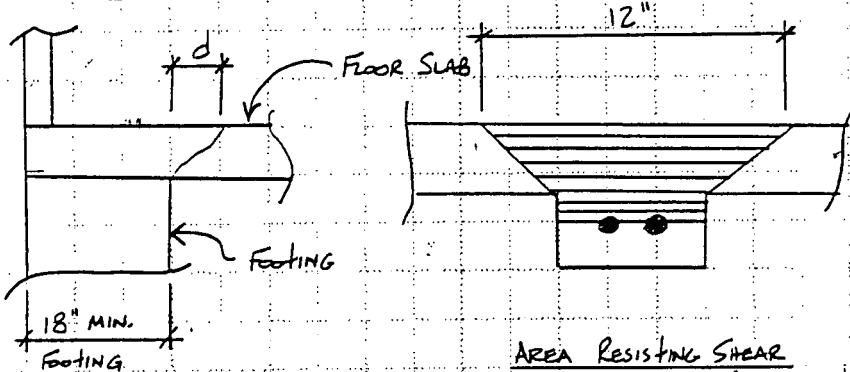 12"
d
FLOOR SLAB
FOOTING
18" MIN.
FOOTING
AREA RESISTING SHEAR